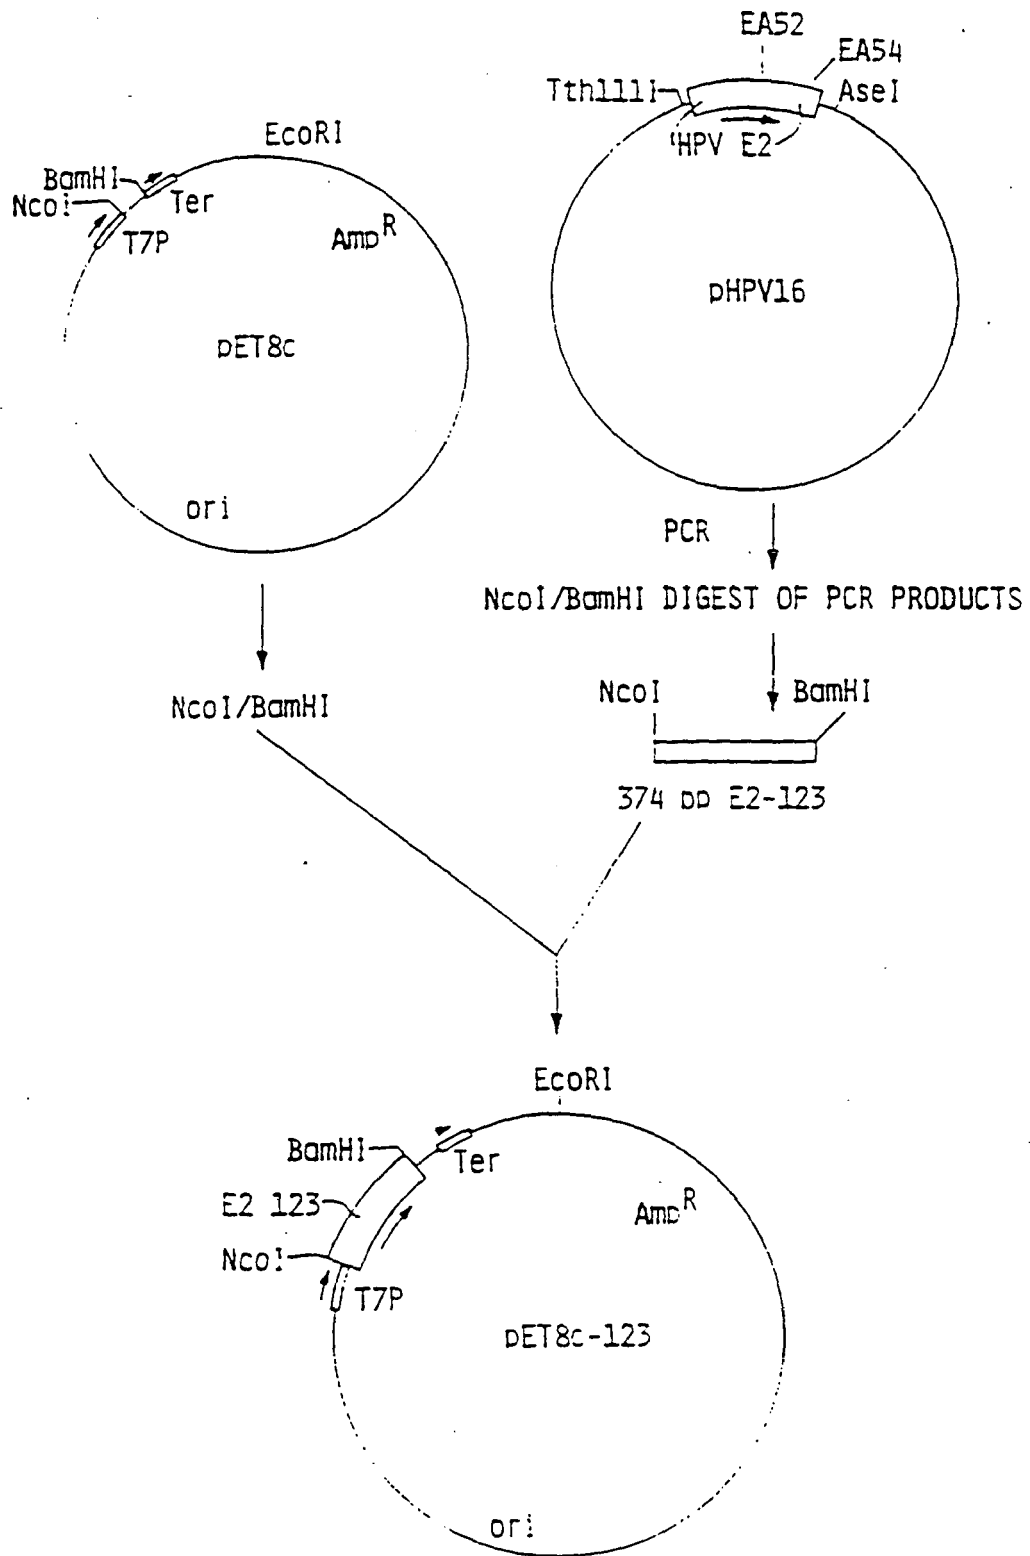 EA52
EA54
Tth111I
AseI
HPV E2
pHPV16
EcoRI
BamHI
NcoI
Ter
T7P
Amp^R
pET8c
ori
PCR
NcoI/BamHI DIGEST OF PCR PRODUCTS
NcoI/BamHI
NcoI
BamHI
374 bp E2-123
EcoRI
BamHI
Ter
E2 123
Amp^R
NcoI
T7P
pET8c-123
ori